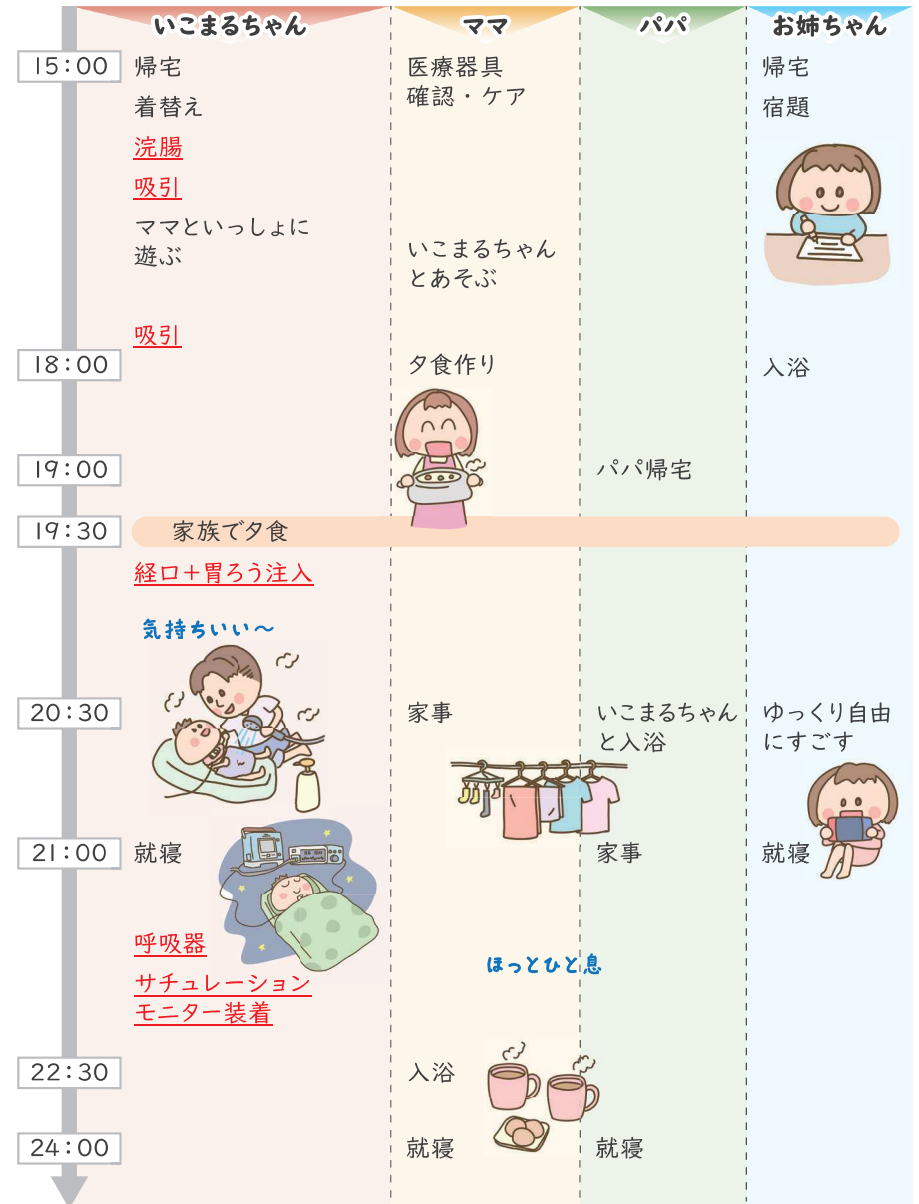 いこまるちゃん ママ パパ お姉ちゃん
15:00 帰宅 医療器具 帰宅
確認・ケア
着替え 宿題
浣腸
吸引
ママといっしょに
遊ぶ
いこまるちゃん
とあそぶ
吸引
18:00 夕食作り 入浴
19:00 パパ帰宅
19:30 家族で夕食
経口+胃ろう注入
気持ちいい〜
20:30 家事 いこまるちゃん ゆっくり自由
と入浴 にすごす
21:00 就寝 家事 就寝
呼吸器
ほっとひと息
サチュレーション
モニター装着
22:30 入浴
24:00 就寝 就寝